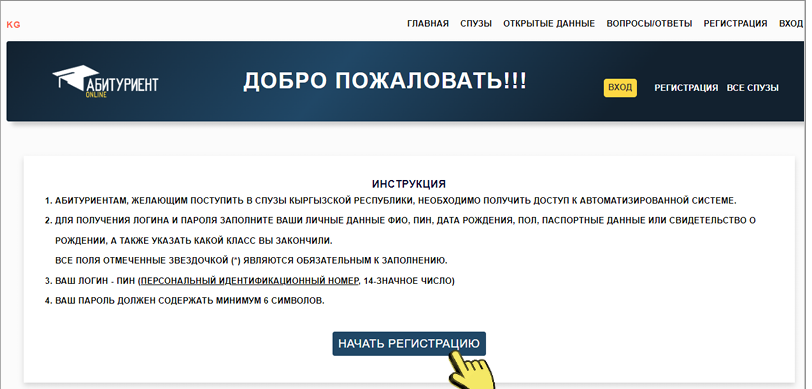 KG
ГЛАВНАЯ СПУЗЫ ОТКРЫТЫЕ ДАННЫЕ ВОПРОСЫ/ОТВЕТЫ РЕГИСТРАЦИЯ ВХОД
АБИТУРИЕНТ
ONLINE
ДОБРО ПОЖАЛОВАТЬ!!!
ВХОД РЕГИСТРАЦИЯ ВСЕ СПУЗЫ
ИНСТРУКЦИЯ
1. АБИТУРИЕНТАМ, ЖЕЛАЮЩИМ ПОСТУПИТЬ В СПУЗЫ КЫРГЫЗСКОЙ РЕСПУБЛИКИ, НЕОБХОДИМО ПОЛУЧИТЬ ДОСТУП К АВТОМАТИЗИРОВАННОЙ СИСТЕМЕ.
2. ДЛЯ ПОЛУЧЕНИЯ ЛОГИНА И ПАРОЛЯ ЗАПОЛНИТЕ ВАШИ ЛИЧНЫЕ ДАННЫЕ ФИО, ПИН, ДАТА РОЖДЕНИЯ, ПОЛ, ПАСПОРТНЫЕ ДАННЫЕ ИЛИ СВИДЕТЕЛЬСТВО О
РОЖДЕНИИ, А ТАКЖЕ УКАЗАТЬ КАКОЙ КЛАСС ВЫ ЗАКОНЧИЛИ.
ВСЕ ПОЛЯ ОТМЕЧЕННЫЕ ЗВЕЗДОЧКОЙ (*) ЯВЛЯЮТСЯ ОБЯЗАТЕЛЬНЫМ К ЗАПОЛНЕНИЮ.
3. ВАШ ЛОГИН - ПИН (ПЕРСОНАЛЬНЫЙ ИДЕНТИФИКАЦИОННЫЙ НОМЕР, 14-ЗНАЧНОЕ ЧИСЛО)
4. ВАШ ПАРОЛЬ ДОЛЖЕН СОДЕРЖАТЬ МИНИМУМ 6 СИМВОЛОВ.
НАЧАТЬ РЕГИСТРАЦИЮ